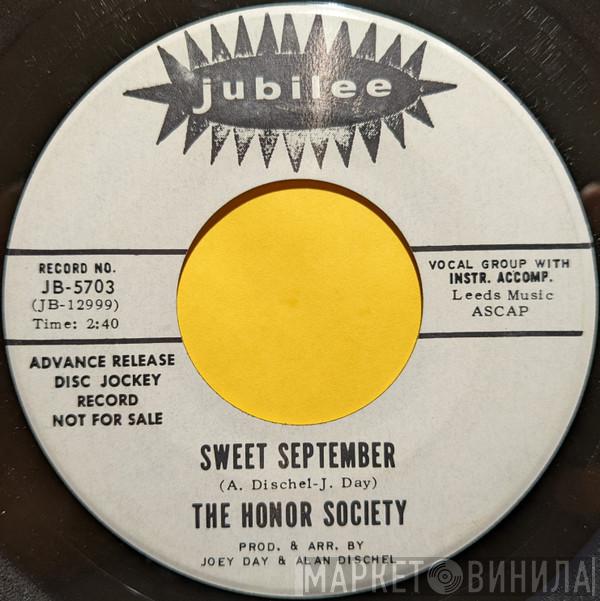 jubilee
RECORD NO.
JB-5703
(JB-12999)
Time: 2:40
VOCAL GROUP WITH
INSTR. ACCOMP.
Leeds Music
ASCAP
ADVANCE RELEASE
DISC JOCKEY
RECORD
NOT FOR SALE
SWEET SEPTEMBER
(A. Dischel-J. Day)
THE HONOR SOCIETY
PROD. & ARR. BY
JOEY DAY & ALAN DISCHEL
МАРКЕТ ВИНИЛА